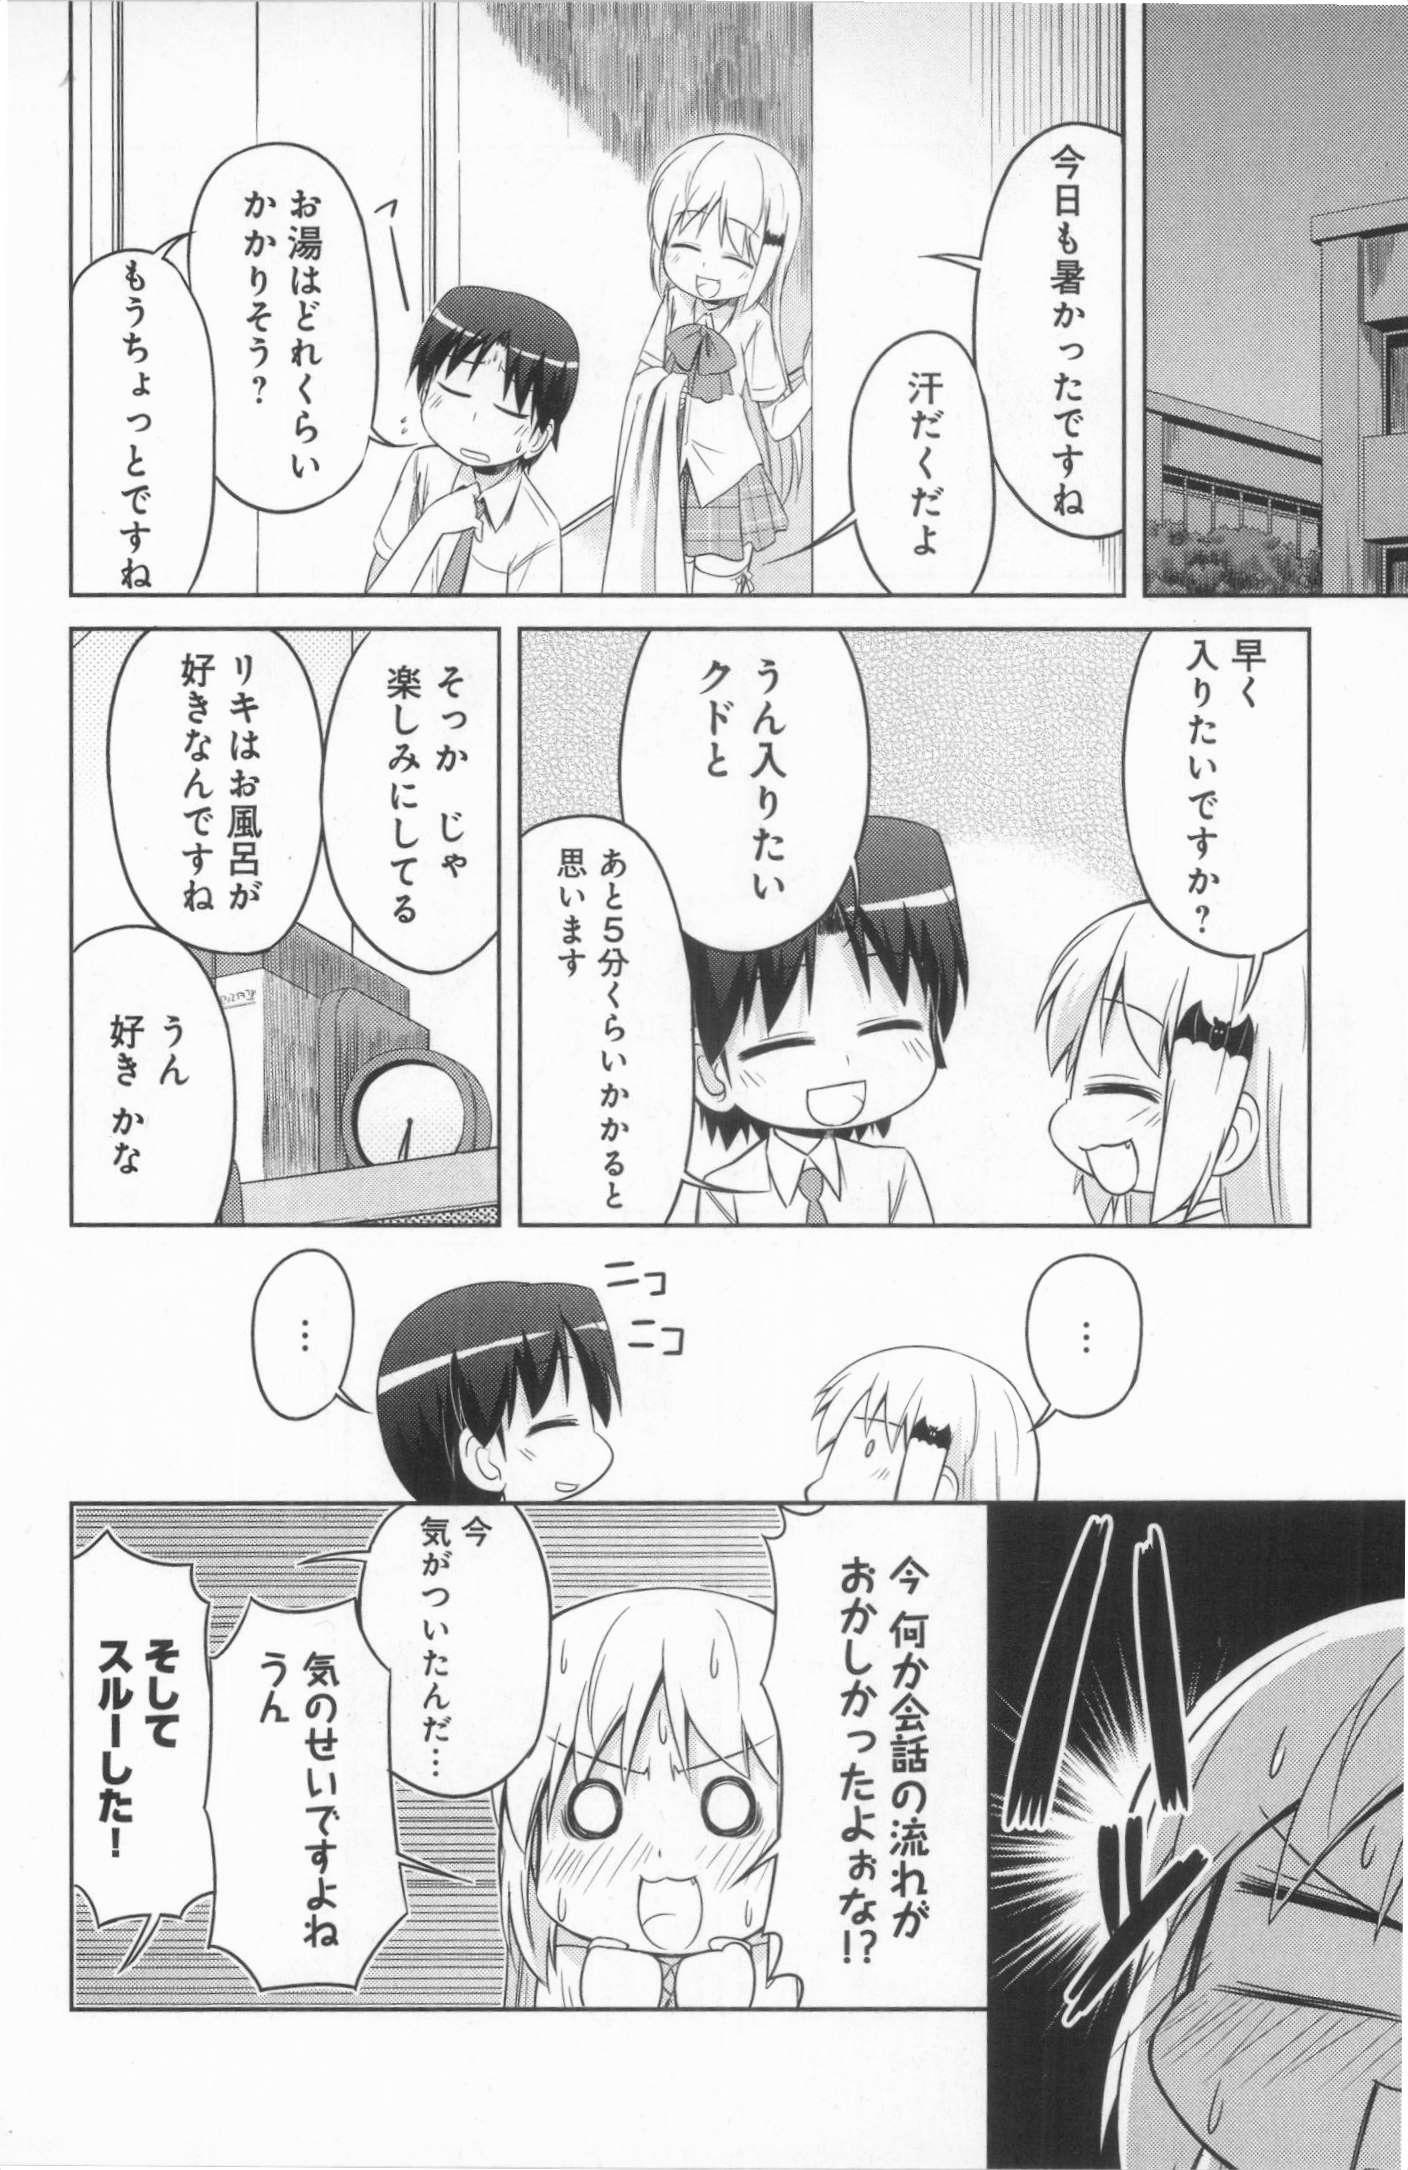 今日も暑かったですね
汗だくだよ
お湯はどれくらい
かかりそう?
もうちょっとですね
早く
入りたいですか?
うん入りたい
クドと
あと5分くらいかかると
思います
そっか じゃ
楽しみにしてる
リキはお風呂が
好きなんですね
うん
好き かな
…
ニコ
ニコ
…
今 何か会話の流れが
おかしかったよぉな!?
今
気がついたんだ…
気のせいですよね
うん
そして
スルーした!